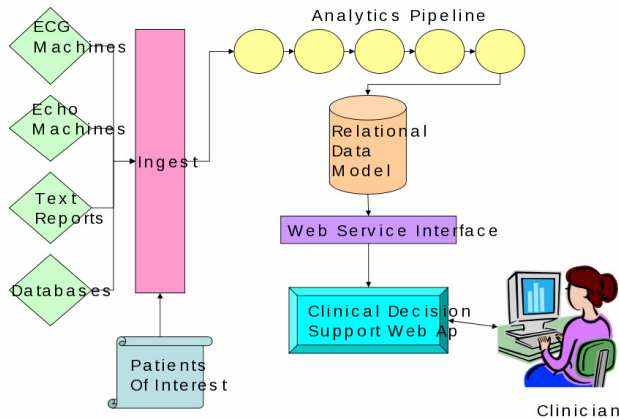 Analytics Pipeline
ECG
Machines
Echo
Machines
Text
Reports
Databases
Ingest
Patients
Of Interest
Relational
Data
Model
Web Service Interface
Clinical Decision
Support Web Ap
Clinician